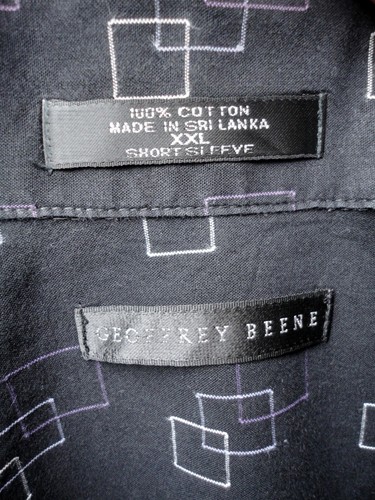 100% COTTON
MADE IN SRI LANKA
XXL
SHORT SLEEVE
GEOFFREY BEENE